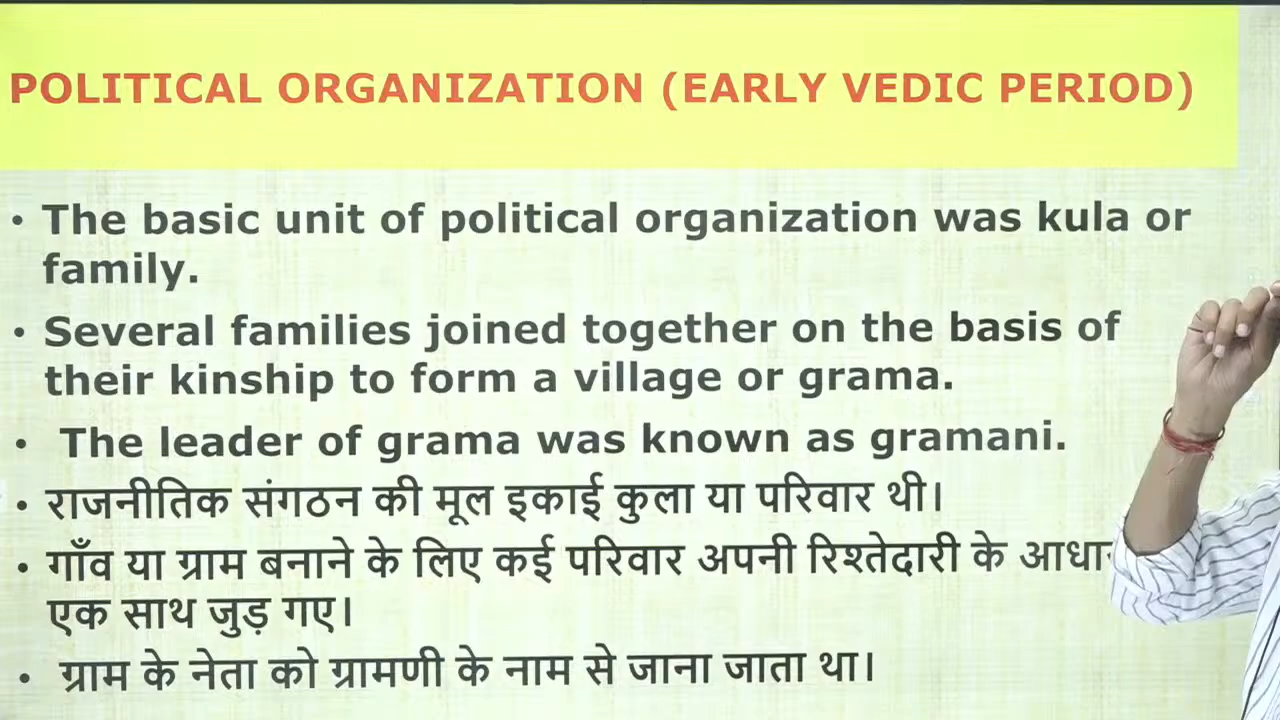 POLITICAL ORGANIZATION (EARLY VEDIC PERIOD)
• The basic unit of political organization was kula or
family.
• Several families joined together on the basis of
their kinship to form a village or grama.
• The leader of grama was known as gramani.
• राजनीतिक संगठन की मूल इकाई कुला या परिवार थी।
• गाँव या ग्राम बनाने के लिए कई परिवार अपनी रिश्तेदारी के
एक साथ जुड़ गए।
• ग्राम के नेता को ग्रामणी के नाम से जाना जाता था।